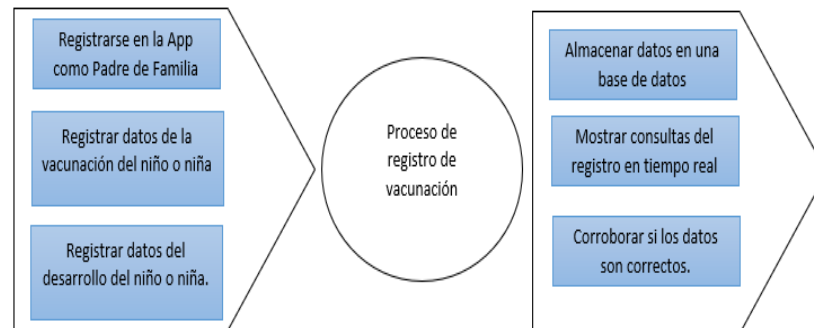 Registrarse en la App
como Padre de Familia
Registrar datos de la
vacunación del niño o niña
Registrar datos del
desarrollo del niño o niña.
Proceso de
registro de
vacunación
Almacenar datos en una
base de datos
Mostrar consultas del
registro en tiempo real
Corroborar si los datos
son correctos.